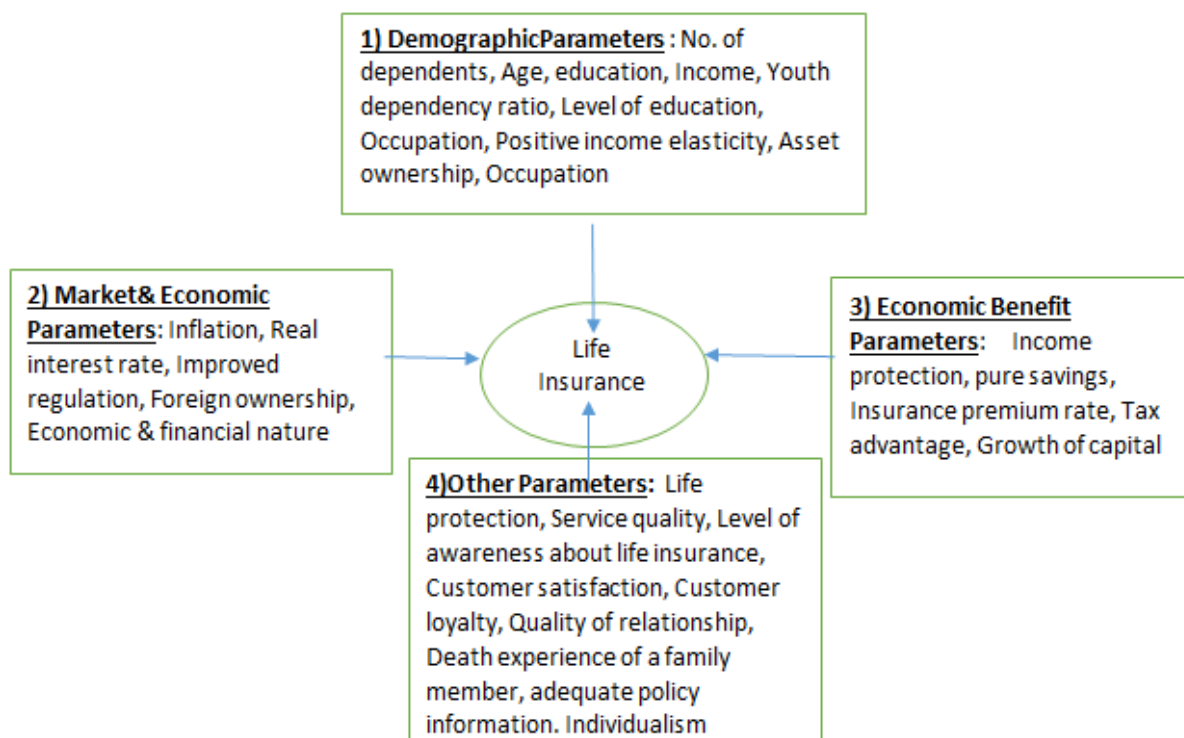 1) DemographicParameters : No. of
dependents, Age, education, Income, Youth
dependency ratio, Level of education,
Occupation, Positive income elasticity, Asset
ownership, Occupation
2) Market& Economic
Parameters: Inflation, Real
interest rate, Improved
regulation, Foreign ownership,
Economic & financial nature
Life
Insurance
3) Economic Benefit
Parameters: Income
protection, pure savings,
Insurance premium rate, Tax
advantage, Growth of capital
4)Other Parameters: Life
protection, Service quality, Level of
awareness about life insurance,
Customer satisfaction, Customer
loyalty, Quality of relationship,
Death experience of a family
member, adequate policy
information. Individualism